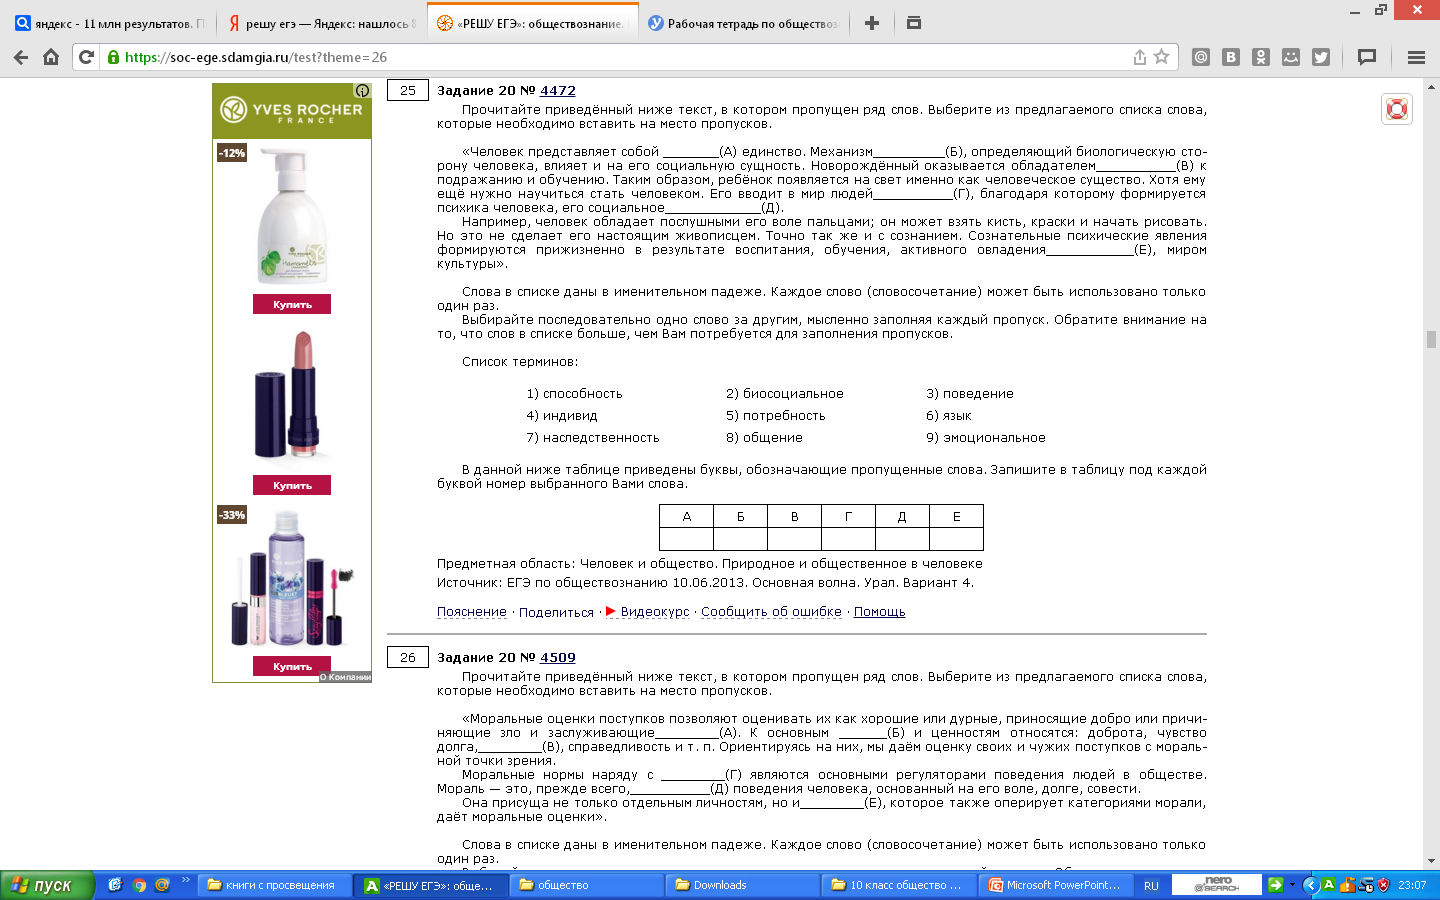 яндекс - 11 млн результатов. П
решу егэ — Яндекс: нашлось 8
«РЕШУ ЕГЭ»: обществознание.
Рабочая тетрадь по обществоз
https://soc-ege.sdamgia.ru/test?theme=26
YVES ROCHER
FRANCE
-12%
Купить
Купить
-33%
Купить
О Компании
25
Задание 20 № 4472
Прочитайте приведённый ниже текст, в котором пропущен ряд слов. Выберите из предлагаемого списка слова,
которые необходимо вставить на место пропусков.
«Человек представляет собой _______(А) единство. Механизм_________(Б), определяющий биологическую сто-
рону человека, влияет и на его социальную сущность. Новорождённый оказывается обладателем__________(В) к
подражанию и обучению. Таким образом, ребёнок появляется на свет именно как человеческое существо. Хотя ему
ещё нужно научиться стать человеком. Его вводит в мир людей__________(Г), благодаря которому формируется
психика человека, его социальное____________(Д).
Например, человек обладает послушными его воле пальцами; он может взять кисть, краски и начать рисовать.
Но это не сделает его настоящим живописцем. Точно так же и с сознанием. Сознательные психические явления
формируются прижизненно в результате воспитания, обучения, активного овладения___________(Е), миром
культуры».
Слова в списке даны в именительном падеже. Каждое слово (словосочетание) может быть использовано только
один раз.
Выбирайте последовательно одно слово за другим, мысленно заполняя каждый пропуск. Обратите внимание на
то, что слов в списке больше, чем Вам потребуется для заполнения пропусков.
Список терминов:
1) способность 2) биосоциальное 3) поведение
4) индивид 5) потребность 6) язык
7) наследственность 8) общение 9) эмоциональное
В данной ниже таблице приведены буквы, обозначающие пропущенные слова. Запишите в таблицу под каждой
буквой номер выбранного Вами слова.
А Б В Г Д Е
Предметная область: Человек и общество. Природное и общественное в человеке
Источник: ЕГЭ по обществознанию 10.06.2013. Основная волна. Урал. Вариант 4.
Пояснение · Поделиться · Видеокурс · Сообщить об ошибке · Помощь
26
Задание 20 № 4509
Прочитайте приведённый ниже текст, в котором пропущен ряд слов. Выберите из предлагаемого списка слова,
которые необходимо вставить на место пропусков.
«Моральные оценки поступков позволяют оценивать их как хорошие или дурные, приносящие добро или причи-
няющие зло и заслуживающие________(А). К основным ______(Б) и ценностям относятся: доброта, чувство
долга,________(В), справедливость и т. п. Ориентируясь на них, мы даём оценку своих и чужих поступков с мораль-
ной точки зрения.
Моральные нормы наряду с ________(Г) являются основными регуляторами поведения людей в обществе.
Мораль — это, прежде всего,__________(Д) поведения человека, основанный на его воле, долге, совести.
Она присуща не только отдельным личностям, но и________(Е), которое также оперирует категориями морали,
даёт моральные оценки».
Слова в списке даны в именительном падеже. Каждое слово (словосочетание) может быть использовано только
один раз.
пуск
книги с просвещения
«РЕШУ ЕГЭ»: обще...
общество
Downloads
10 класс общество ...
Microsoft PowerPoint...
RU
nero
SEARCH
23:07